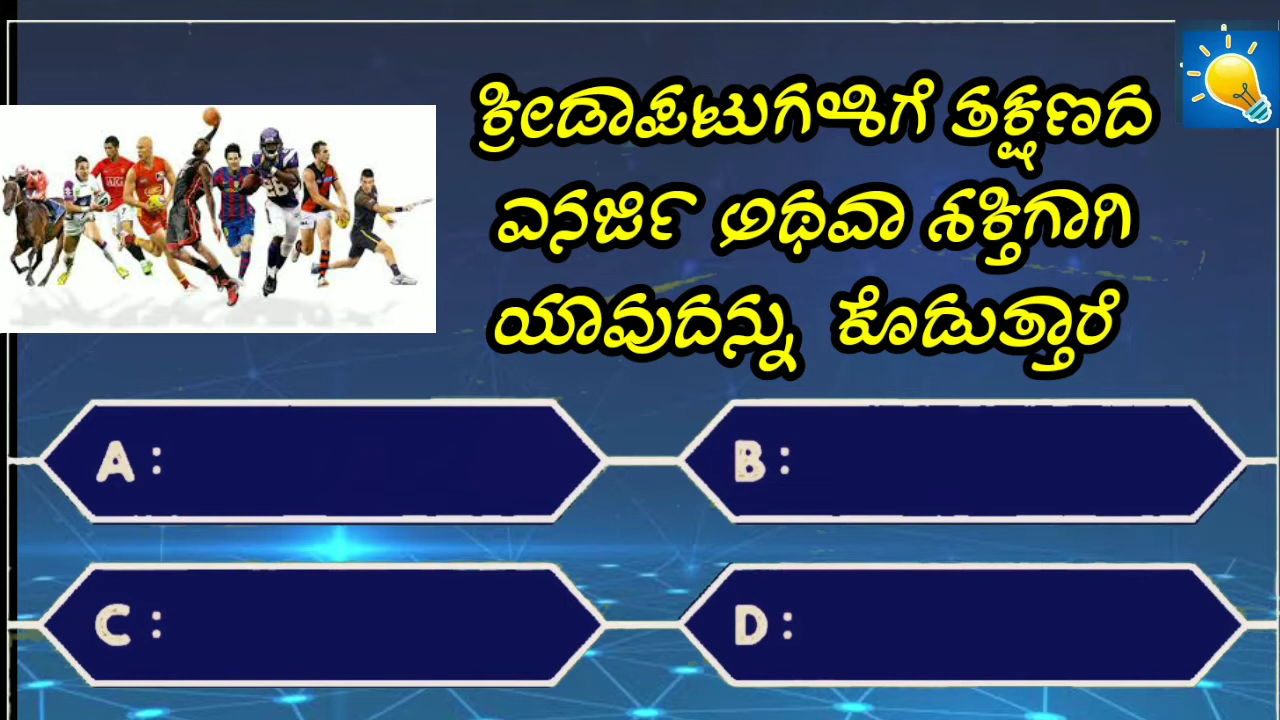 ಕ್ರೀಡಾಪಟುಗಳಿಗೆ ತಕ್ಷಣದ
ಎನರ್ಜಿ ಅಥವಾ ಶಕ್ತಿಗಾಗಿ
ಯಾವುದನ್ನು ಕೊಡುತ್ತಾರೆ
A :
B :
C :
D :